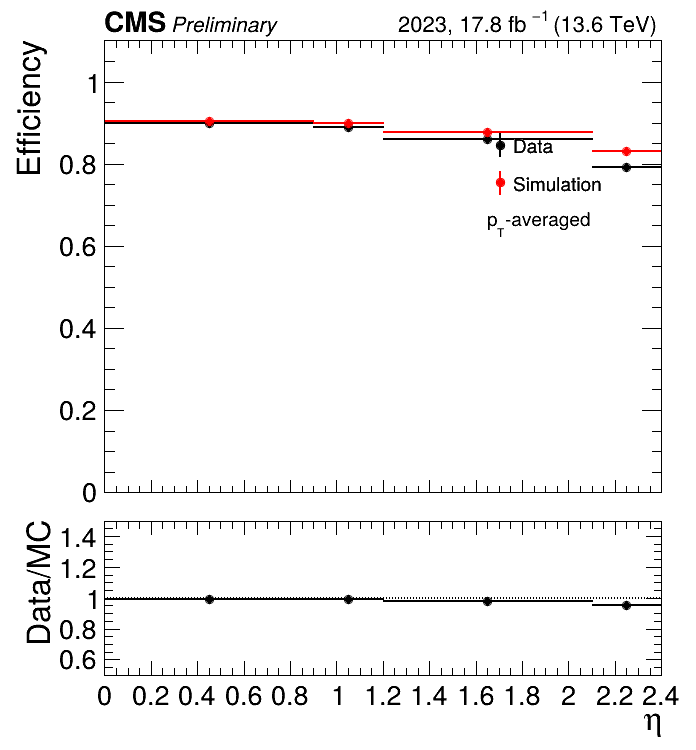 CMS Preliminary 2023, 17.8 fb⁻¹ (13.6 TeV)
Efficiency
1
0.8
0.6
0.4
0.2
0
Data
Simulation
pT-averaged
Data/MC
1.4
1.2
1
0.8
0.6
0 0.2 0.4 0.6 0.8 1 1.2 1.4 1.6 1.8 2 2.2 2.4
η